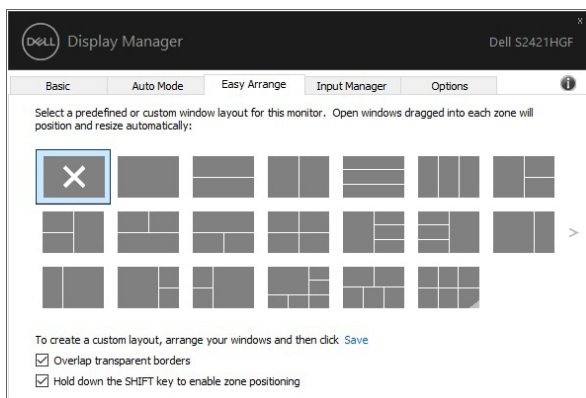 x
DELL Display Manager Dell S2421HGF
Basic Auto Mode Easy Arrange Input Manager Options i
Select a predefined or custom window layout for this monitor. Open windows dragged into each zone will
position and resize automatically:
>
To create a custom layout, arrange your windows and then click Save
Overlap transparent borders
Hold down the SHIFT key to enable zone positioning